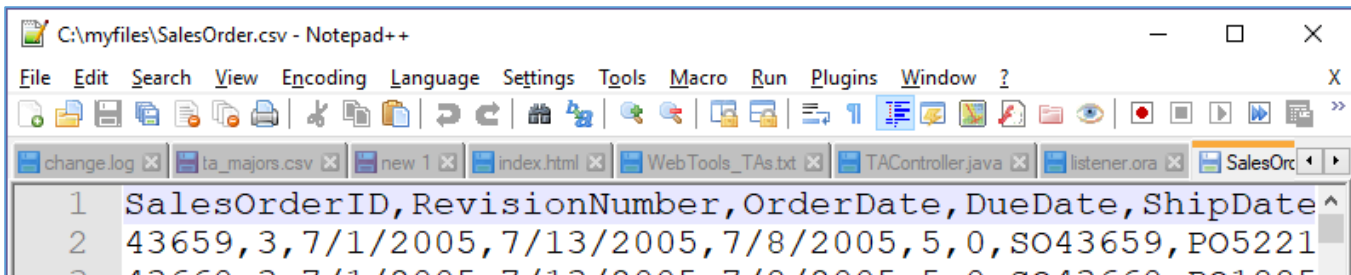 C:\myfiles\SalesOrder.csv - Notepad++
File Edit Search View Encoding Language Settings Tools Macro Run Plugins Window ? X
change.log ta_majors.csv new 1 index.html WebTools_TAs.txt TAController.java listener.ora SalesOrc
1 SalesOrderID,RevisionNumber,OrderDate,DueDate,ShipDate
2 43659,3,7/1/2005,7/13/2005,7/8/2005,5,0,SO43659,PO5221